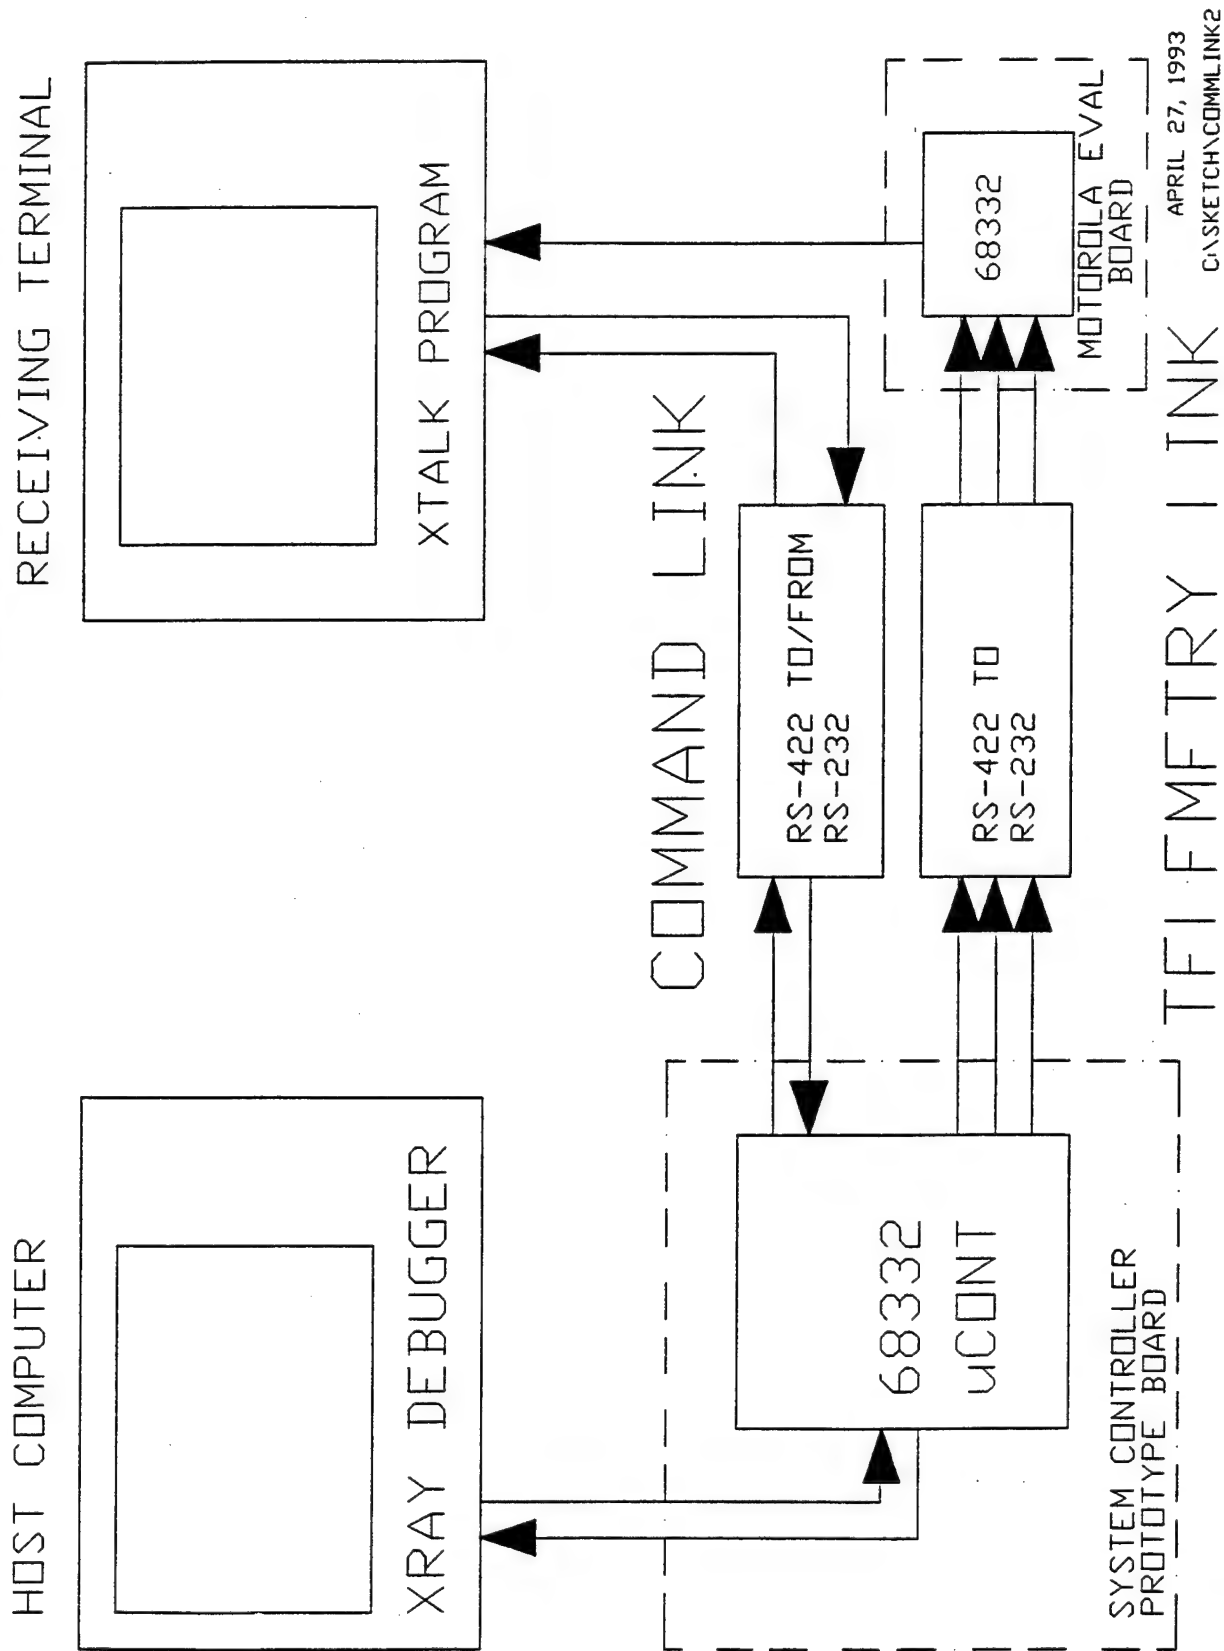 HOST COMPUTER
RECEIVING TERMINAL
XRAY DEBUGGER
XTALK PROGRAM
COMMAND LINK
RS-422 TO/FROM
RS-232
68332
uCONT
RS-422 TO
RS-232
68332
MOTOROLA EVAL
BOARD
SYSTEM CONTROLLER
PROTOTYPE BOARD
TELEMETRY LINK
APRIL 27, 1993
C:\SKETCH\COMMLINK2